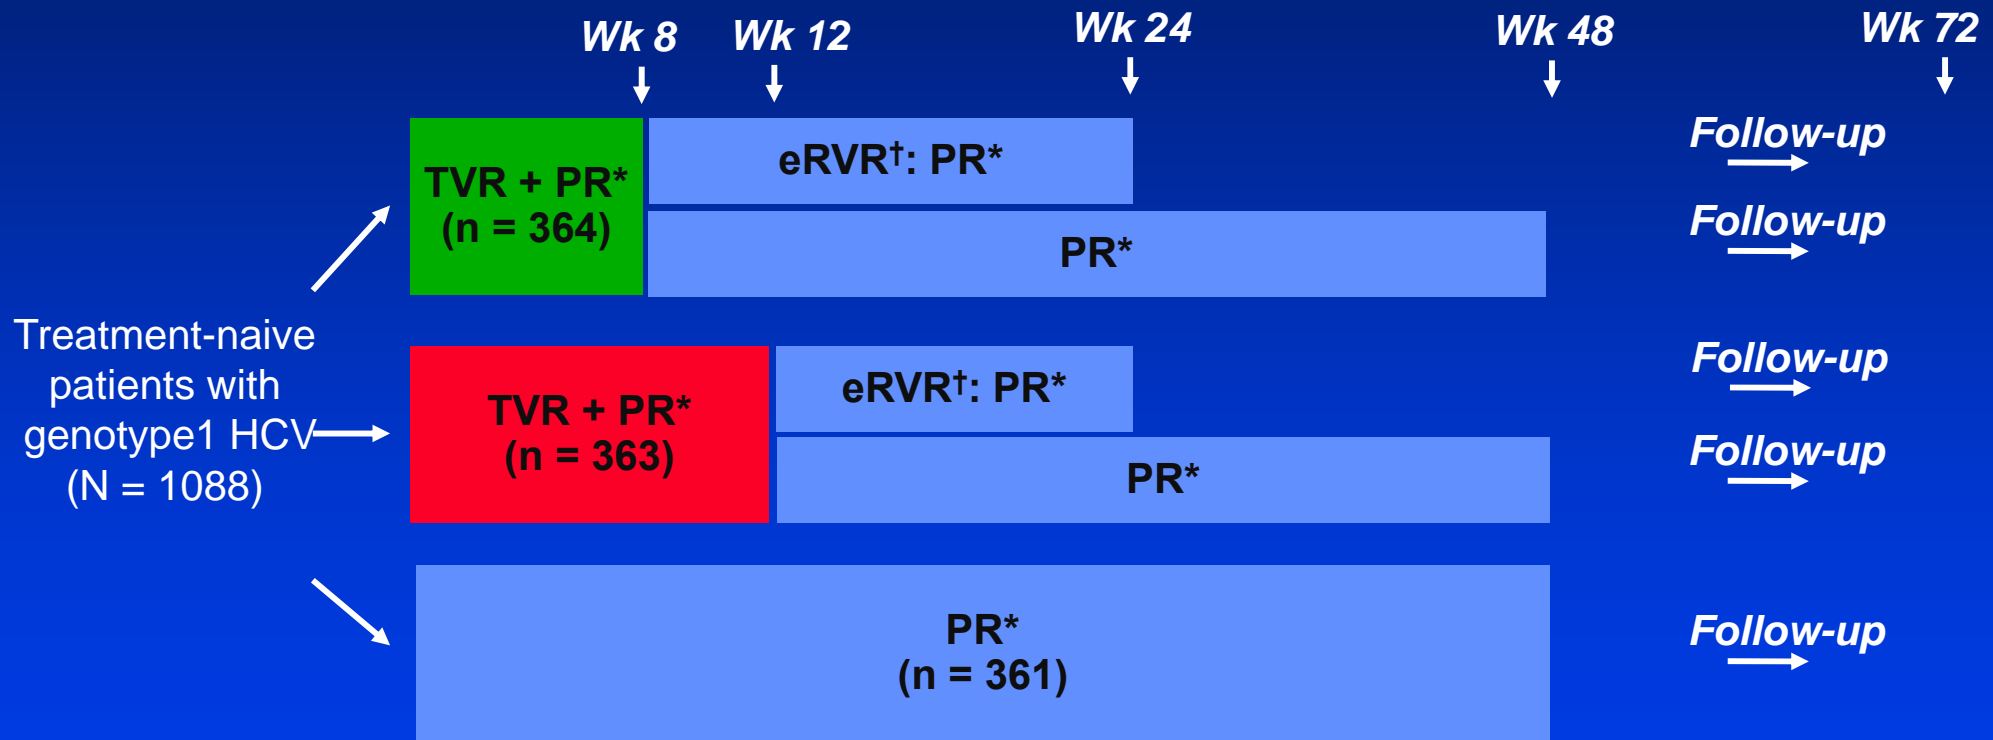 Wk 8
Wk 12
Wk 24
Wk 48
Wk 72
TVR + PR*
(n = 364)
eRVR†: PR*
Follow-up
PR*
Follow-up
Treatment-naive
patients with
genotype1 HCV
(N = 1088)
TVR + PR*
(n = 363)
eRVR†: PR*
Follow-up
PR*
Follow-up
PR*
(n = 361)
Follow-up